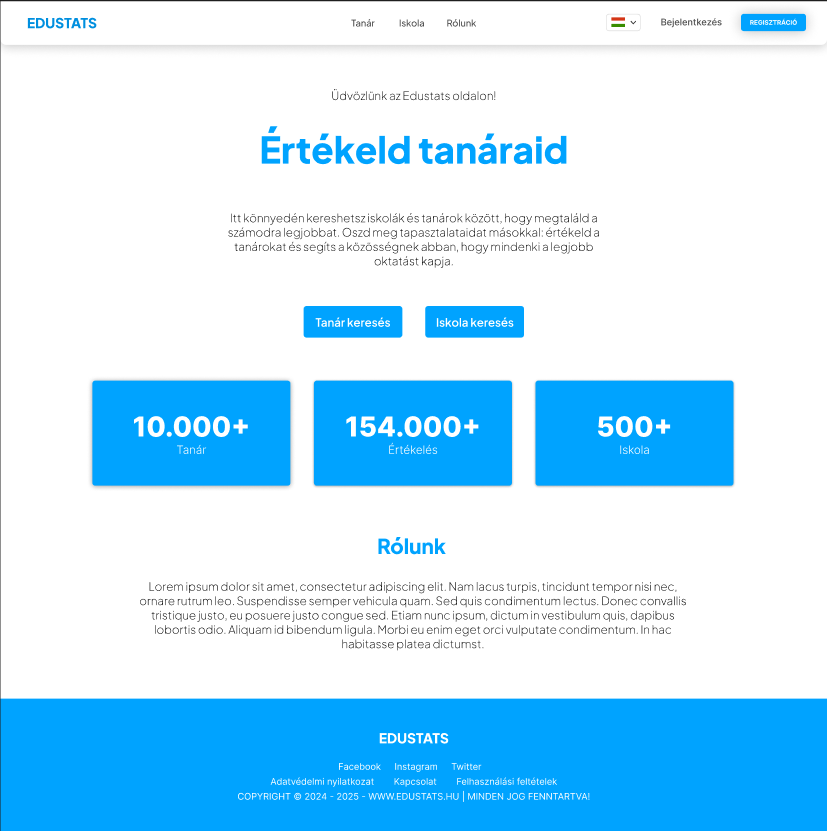 EDUSTATS
Tanár Iskola Rólunk
Bejelentkezés
REGISZTRÁCIÓ
Üdvözlünk az Edustats oldalon!
Értékeld tanáraid
Itt könnyedén kereshetsz iskolák és tanárok között, hogy megtaláld a
számodra legjobbat. Oszd meg tapasztalataidat másokkal: értékeld a
tanárokat és segíts a közösségnek abban, hogy mindenki a legjobb
oktatást kapja.
Tanár keresés Iskola keresés
10.000+
Tanár
154.000+
Értékelés
500+
Iskola
Rólunk
Lorem ipsum dolor sit amet, consectetur adipiscing elit. Nam lacus turpis, tincidunt tempor nisi nec,
ornare rutrum leo. Suspendisse semper vehicula quam. Sed quis condimentum lectus. Donec convallis
tristique justo, eu posuere justo congue sed. Etiam nunc ipsum, dictum in vestibulum quis, dapibus
lobortis odio. Aliquam id bibendum ligula. Morbi eu enim eget orci vulputate condimentum. In hac
habitasse platea dictumst.
EDUSTATS
Facebook Instagram Twitter
Adatvédelmi nyilatkozat Kapcsolat Felhasználási feltételek
COPYRIGHT © 2024 - 2025 - WWW.EDUSTATS.HU | MINDEN JOG FENNTARTVA!